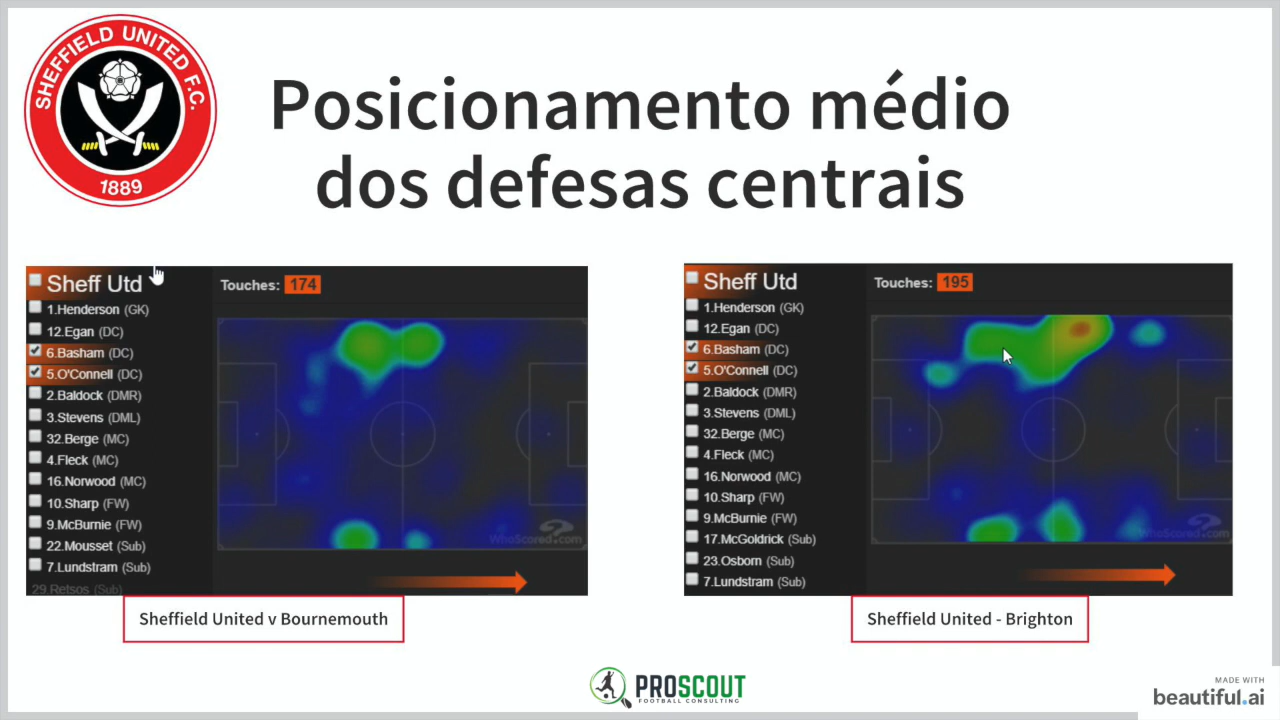 SHEFFIELD UNITED F.C.
1889
Posicionamento médio
dos defesas centrais
Sheff Utd
1.Henderson (GK)
12.Egan (DC)
6.Basham (DC)
5.O'Connell (DC)
2.Baldock (DMR)
3.Stevens (DML)
32.Berge (MC)
4.Fleck (MC)
16.Norwood (MC)
10.Sharp (FW)
9.McBurnie (FW)
22.Mousset (Sub)
7.Lundstram (Sub)
29.Retsos (Sub)
Touches: 174
WhoScored.com
Sheffield United v Bournemouth
Sheff Utd
1.Henderson (GK)
12.Egan (DC)
6.Basham (DC)
5.O'Connell (DC)
2.Baldock (DMR)
3.Stevens (DML)
32.Berge (MC)
4.Fleck (MC)
16.Norwood (MC)
10.Sharp (FW)
9.McBurnie (FW)
17.McGoldrick (Sub)
23.Osborn (Sub)
7.Lundstram (Sub)
Touches: 195
WhoScored.com
Sheffield United - Brighton
PROSCOUT
FOOTBALL CONSULTING
MADE WITH
beautiful.ai